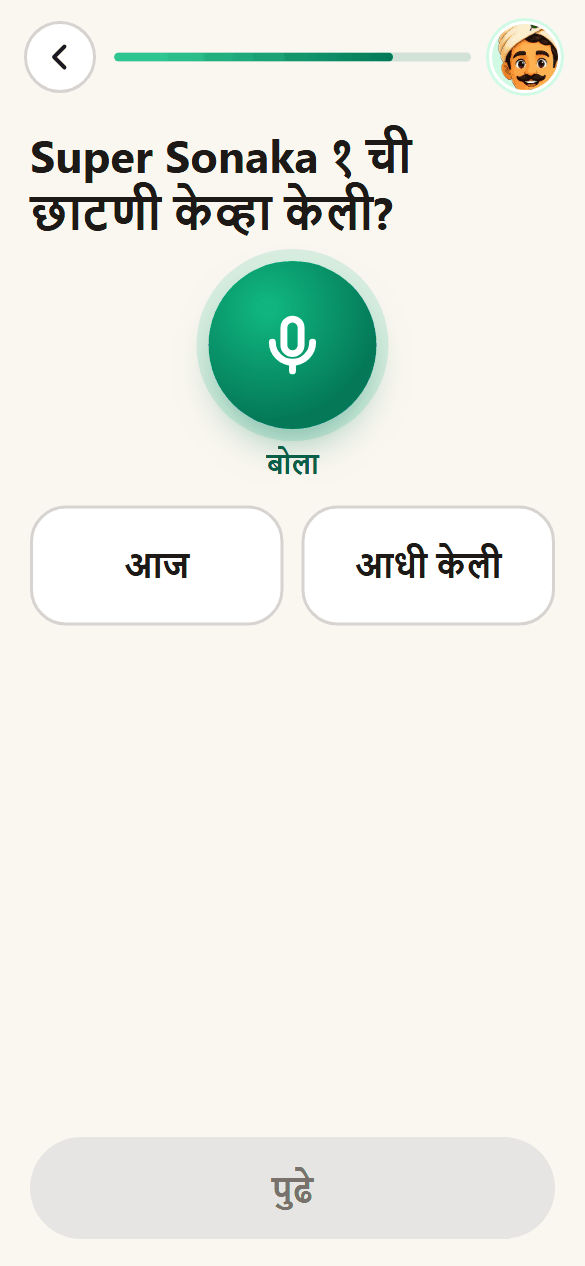 Super Sonaka १ ची
छाटणी केव्हा केली?
बोला
आज
आधी केली
पुढे